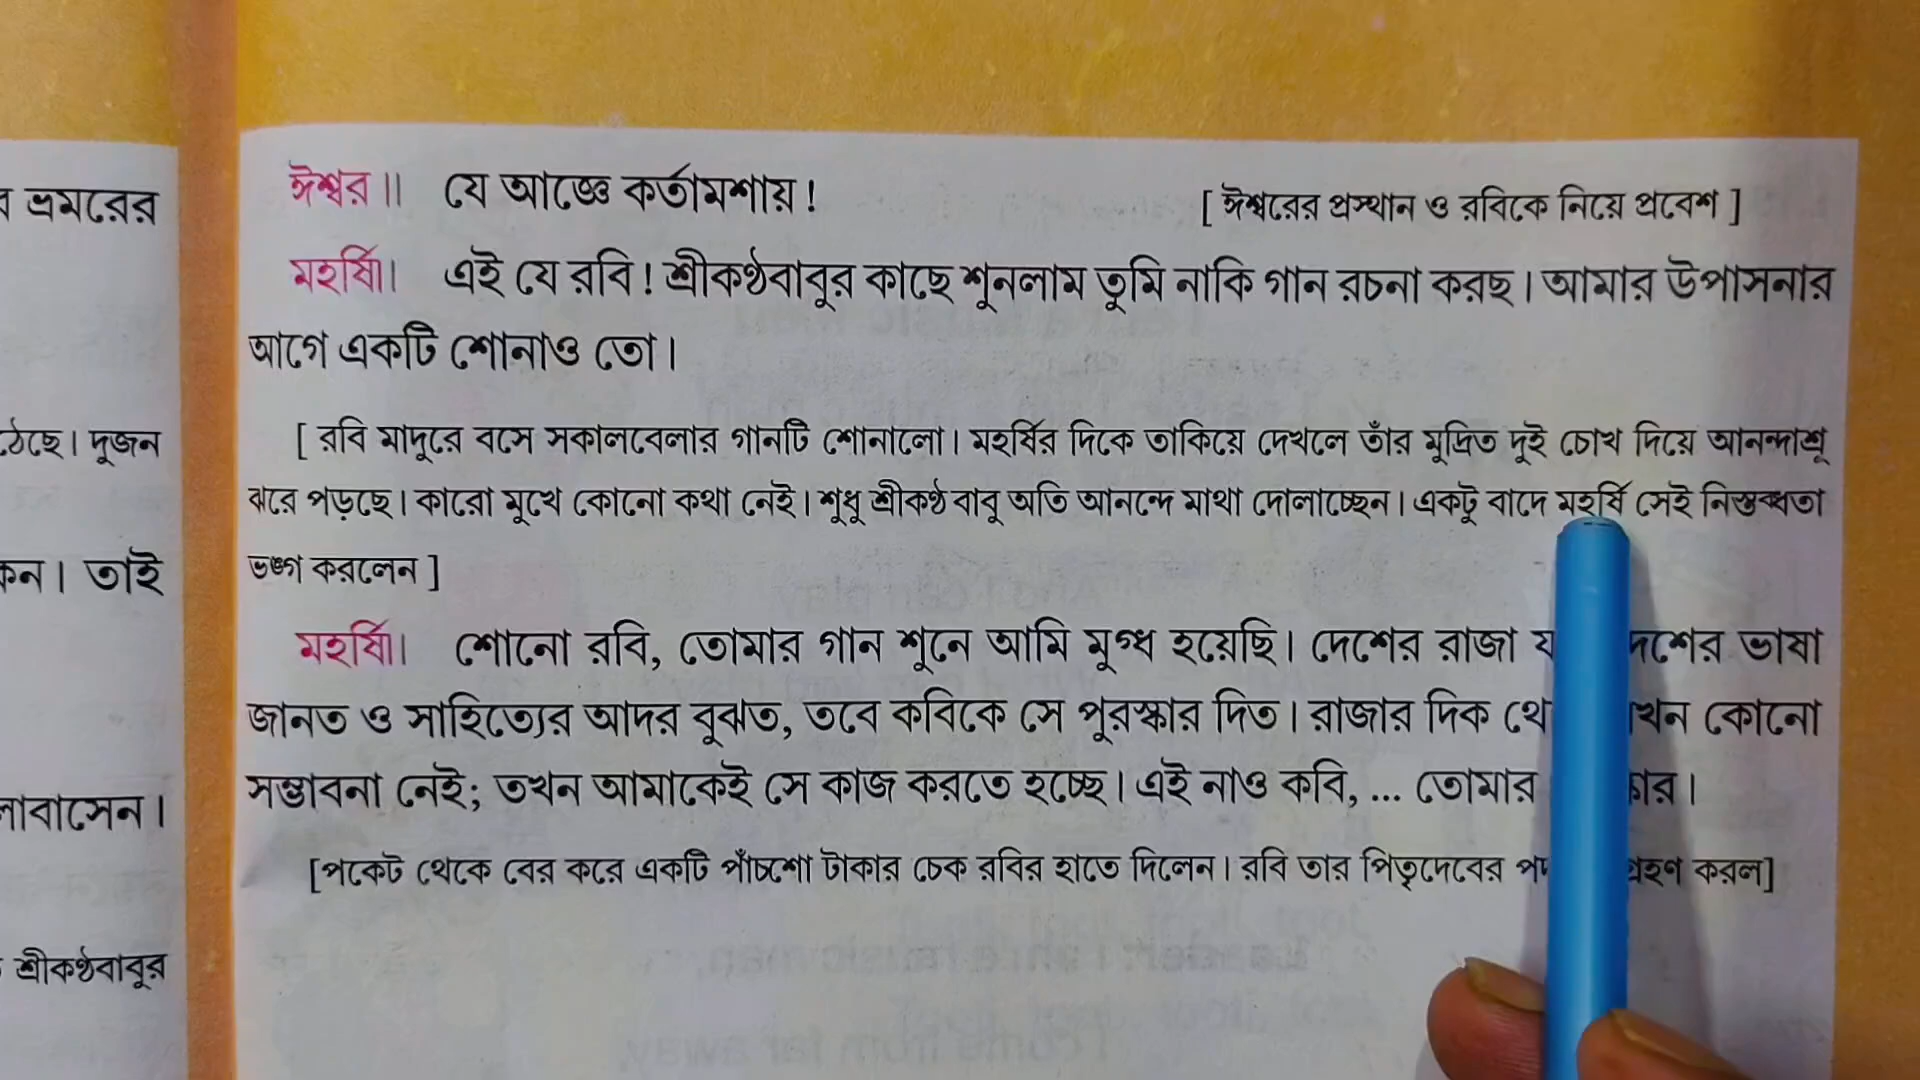 ভ্রমরের
ঠেছে। দুজন
কন। তাই
লাবাসেন।
শ্রীকণ্ঠবাবুর
ঈশ্বর॥ যে আজ্ঞে কর্তামশায়! [ ঈশ্বরের প্রস্থান ও রবিকে নিয়ে প্রবেশ ]
মহর্ষি॥ এই যে রবি! শ্রীকণ্ঠবাবুর কাছে শুনলাম তুমি নাকি গান রচনা করছ। আমার উপাসনার
আগে একটি শোনাও তো।
[ রবি মাদুরে বসে সকালবেলার গানটি শোনালো। মহর্ষির দিকে তাকিয়ে দেখলে তাঁর মুদ্রিত দুই চোখ দিয়ে আনন্দাশ্রু
ঝরে পড়ছে। কারো মুখে কোনো কথা নেই। শুধু শ্রীকণ্ঠ বাবু অতি আনন্দে মাথা দোলাচ্ছেন। একটু বাদে মহর্ষি সেই নিস্তব্ধতা
ভঙ্গ করলেন ]
মহর্ষি॥ শোনো রবি, তোমার গান শুনে আমি মুগ্ধ হয়েছি। দেশের রাজা য দেশের ভাষা
জানত ও সাহিত্যের আদর বুঝত, তবে কবিকে সে পুরস্কার দিত। রাজার দিক থে যখন কোনো
সম্ভাবনা নেই; তখন আমাকেই সে কাজ করতে হচ্ছে। এই নাও কবি, ... তোমার
[পকেট থেকে বের করে একটি পাঁচশো টাকার চেক রবির হাতে দিলেন। রবি তার পিতৃদেবের গ্রহণ করল]